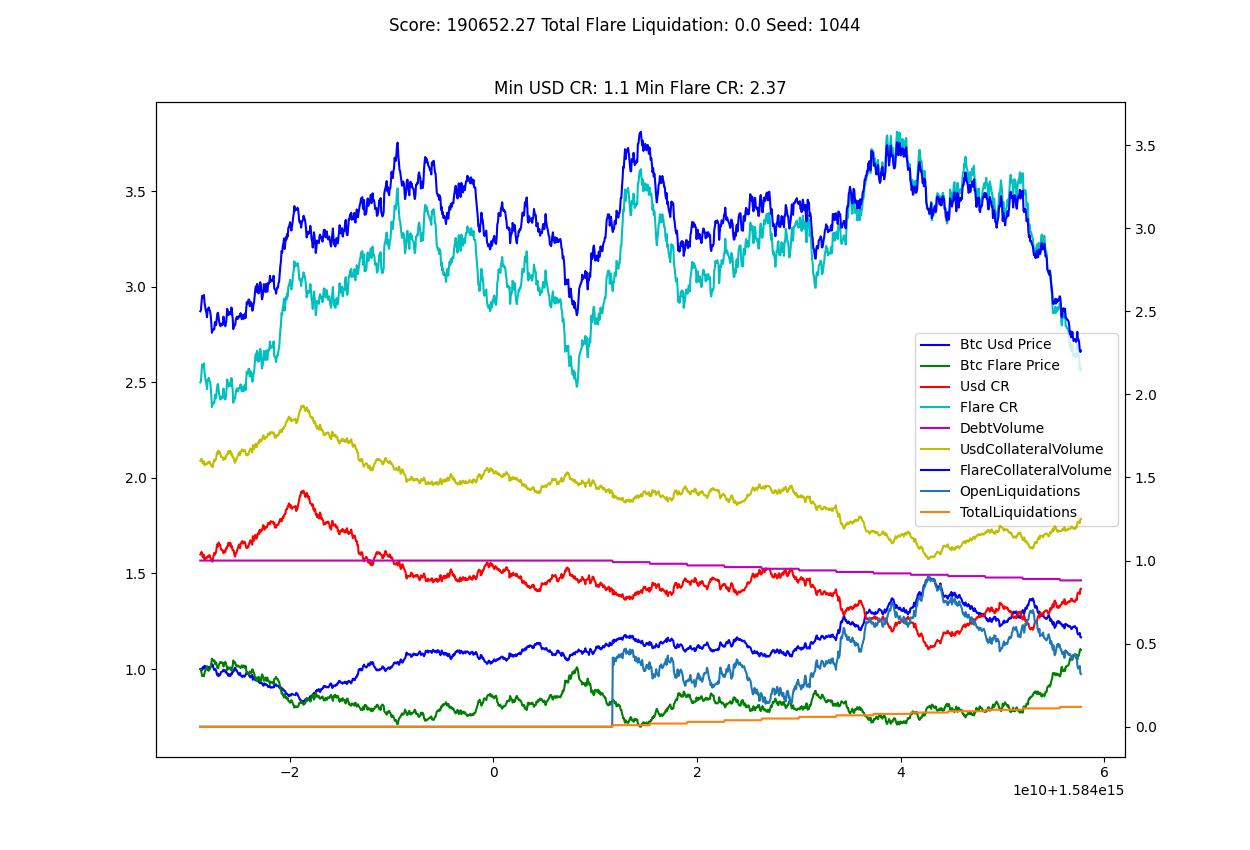 Score: 190652.27 Total Flare Liquidation: 0.0 Seed: 1044
Min USD CR: 1.1 Min Flare CR: 2.37
3.5
3.0
2.5
2.0
1.5
1.0
3.5
3.0
2.5
2.0
1.5
1.0
0.5
0.0
Btc Usd Price
Btc Flare Price
Usd CR
Flare CR
DebtVolume
UsdCollateralVolume
FlareCollateralVolume
OpenLiquidations
TotalLiquidations
−2 0 2 4 6
1e10+1.584e15